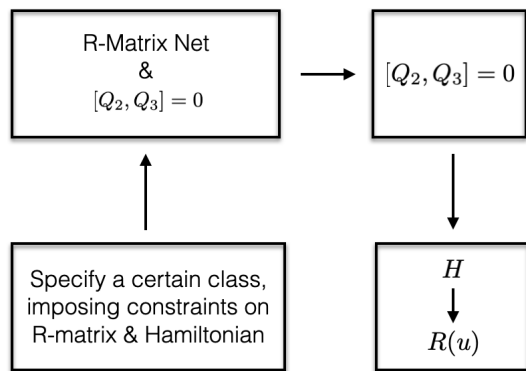 R-Matrix Net
&
[Q₂, Q₃] = 0
[Q₂, Q₃] = 0
Specify a certain class,
imposing constraints on
R-matrix & Hamiltonian
H
R(u)